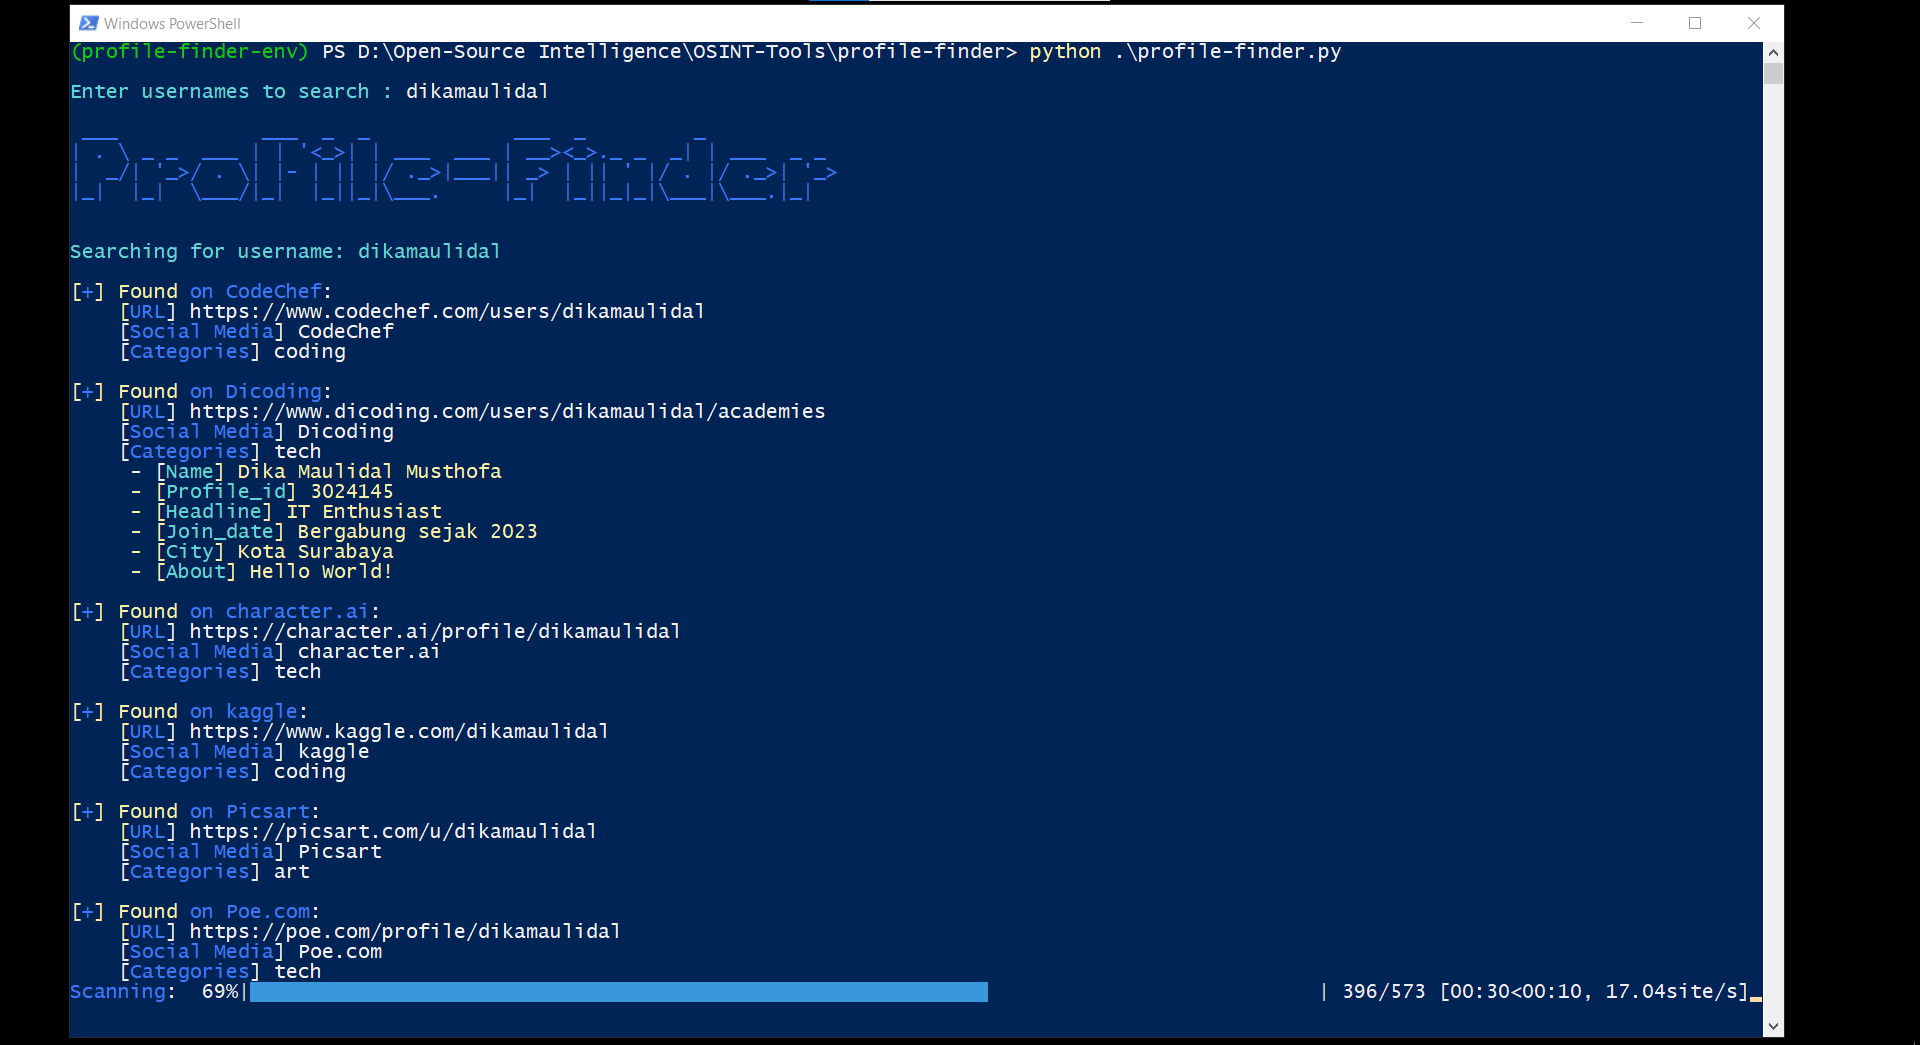 Windows PowerShell
(profile-finder-env) PS D:\Open-Source Intelligence\OSINT-Tools\profile-finder> python .\profile-finder.py
Enter usernames to search : dikamaulidal
Profile-Finder
Searching for username: dikamaulidal
[+] Found on CodeChef:
[URL] https://www.codechef.com/users/dikamaulidal
[Social Media] CodeChef
[Categories] coding
[+] Found on Dicoding:
[URL] https://www.dicoding.com/users/dikamaulidal/academies
[Social Media] Dicoding
[Categories] tech
- [Name] Dika Maulidal Musthofa
- [Profile_id] 3024145
- [Headline] IT Enthusiast
- [Join_date] Bergabung sejak 2023
- [City] Kota Surabaya
- [About] Hello World!
[+] Found on character.ai:
[URL] https://character.ai/profile/dikamaulidal
[Social Media] character.ai
[Categories] tech
[+] Found on kaggle:
[URL] https://www.kaggle.com/dikamaulidal
[Social Media] kaggle
[Categories] coding
[+] Found on Picsart:
[URL] https://picsart.com/u/dikamaulidal
[Social Media] Picsart
[Categories] art
[+] Found on Poe.com:
[URL] https://poe.com/profile/dikamaulidal
[Social Media] Poe.com
[Categories] tech
Scanning: 69%| | 396/573 [00:30<00:10, 17.04site/s]